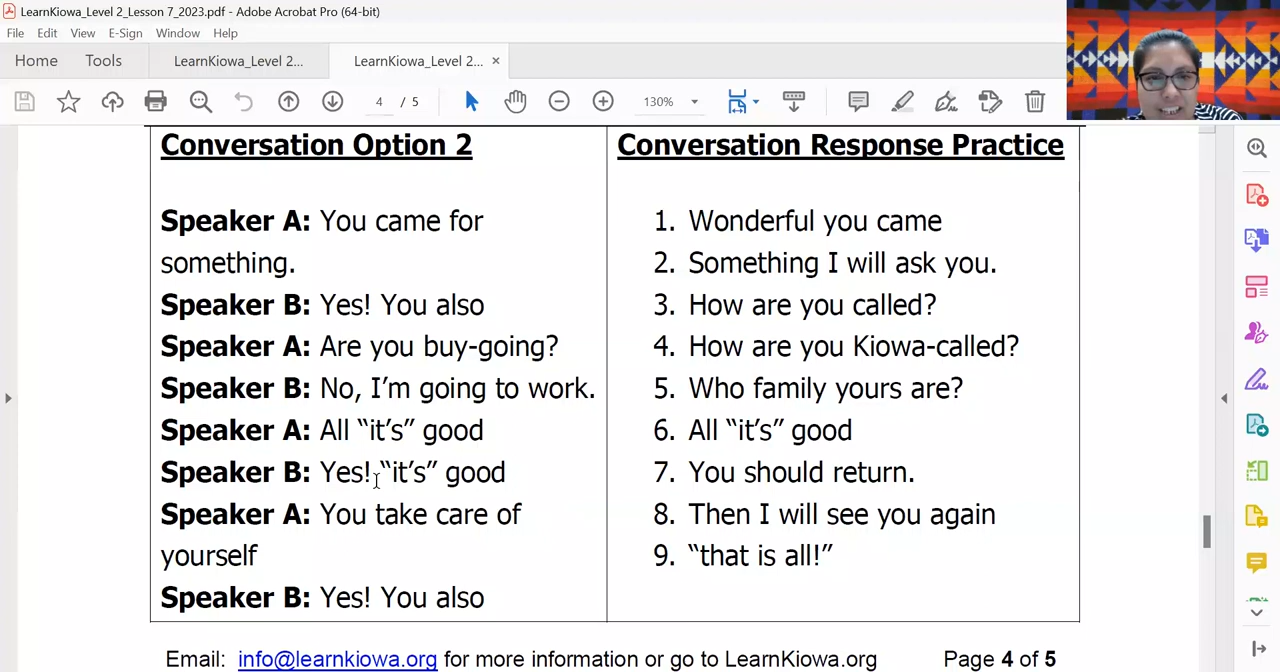 LearnKiowa_Level 2_Lesson 7_2023.pdf - Adobe Acrobat Pro (64-bit)
File Edit View E-Sign Window Help
Home Tools LearnKiowa_Level 2... LearnKiowa_Level 2... ×
4 / 5 130%
Conversation Option 2
Speaker A: You came for
something.
Speaker B: Yes! You also
Speaker A: Are you buy-going?
Speaker B: No, I'm going to work.
Speaker A: All “it's” good
Speaker B: Yes! “it's” good
Speaker A: You take care of
yourself
Speaker B: Yes! You also
Conversation Response Practice
1. Wonderful you came
2. Something I will ask you.
3. How are you called?
4. How are you Kiowa-called?
5. Who family yours are?
6. All “it's” good
7. You should return.
8. Then I will see you again
9. “that is all!”
Email: info@learnkiowa.org for more information or go to LearnKiowa.org Page 4 of 5